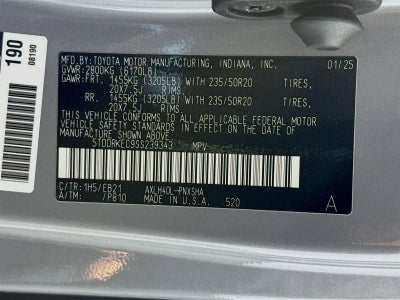 190
08190
MFD.BY:TOYOTA MOTOR MANUFACTURING, INDIANA, INC. 01/25
GVWR:2800KG (6170LB)
GAWR:FRT. 1455KG (3205LB) WITH 235/50R20 TIRES,
20X7.5J RIMS
RR. 1455KG (3205LB) WITH 235/50R20 TIRES,
20X7.5J RIMS
THIS VEHICLE CONFORMS TO ALL APPLICABLE FEDERAL MOTOR
VEHICLE SAFETY STANDARDS IN EFFECT ON THE DATE OF
MANUFACTURE SHOWN ABOVE.
5TDDRKEC9SS239343 MPV
C/TR: 1H5/EB21 AXLH40L-PNXSHA
A/TM: /P810 MADE IN U.S.A. 520 A